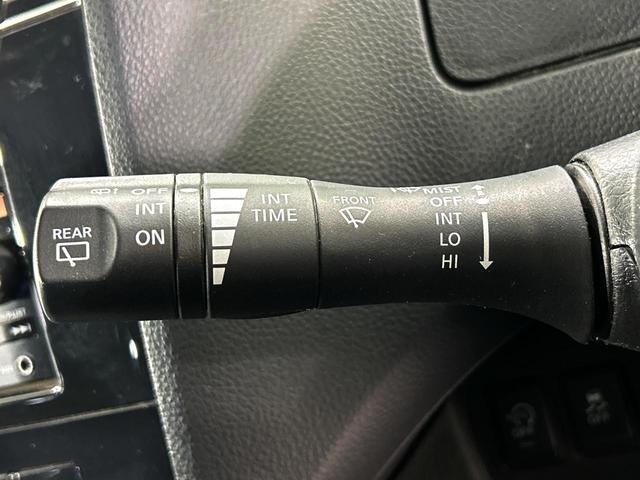 REAR
OFF
INT
ON
INT
TIME
FRONT
MIST
OFF
INT
LO
HI